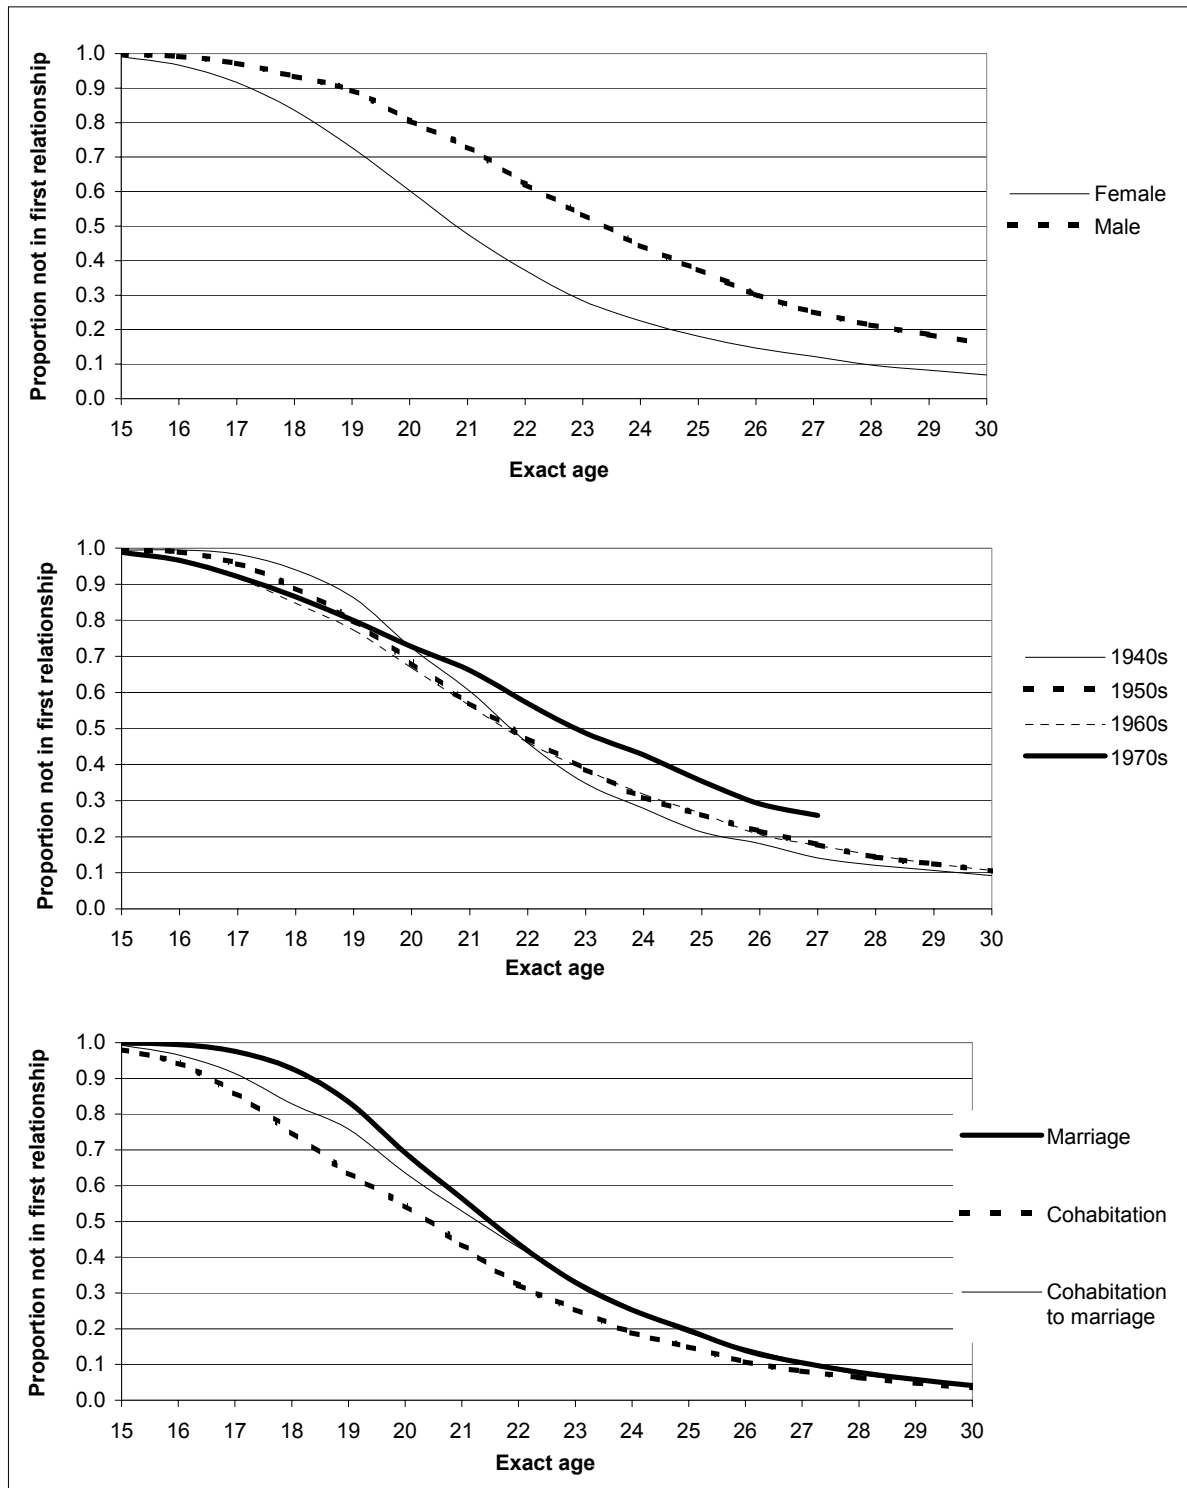 Proportion not in first relationship
1.0
0.9
0.8
0.7
0.6
0.5
0.4
0.3
0.2
0.1
0.0
15 16 17 18 19 20 21 22 23 24 25 26 27 28 29 30
Exact age
Female
Male
Proportion not in first relationship
1.0
0.9
0.8
0.7
0.6
0.5
0.4
0.3
0.2
0.1
0.0
15 16 17 18 19 20 21 22 23 24 25 26 27 28 29 30
Exact age
1940s
1950s
1960s
1970s
Proportion not in first relationship
1.0
0.9
0.8
0.7
0.6
0.5
0.4
0.3
0.2
0.1
0.0
15 16 17 18 19 20 21 22 23 24 25 26 27 28 29 30
Exact age
Marriage
Cohabitation
Cohabitation
to marriage